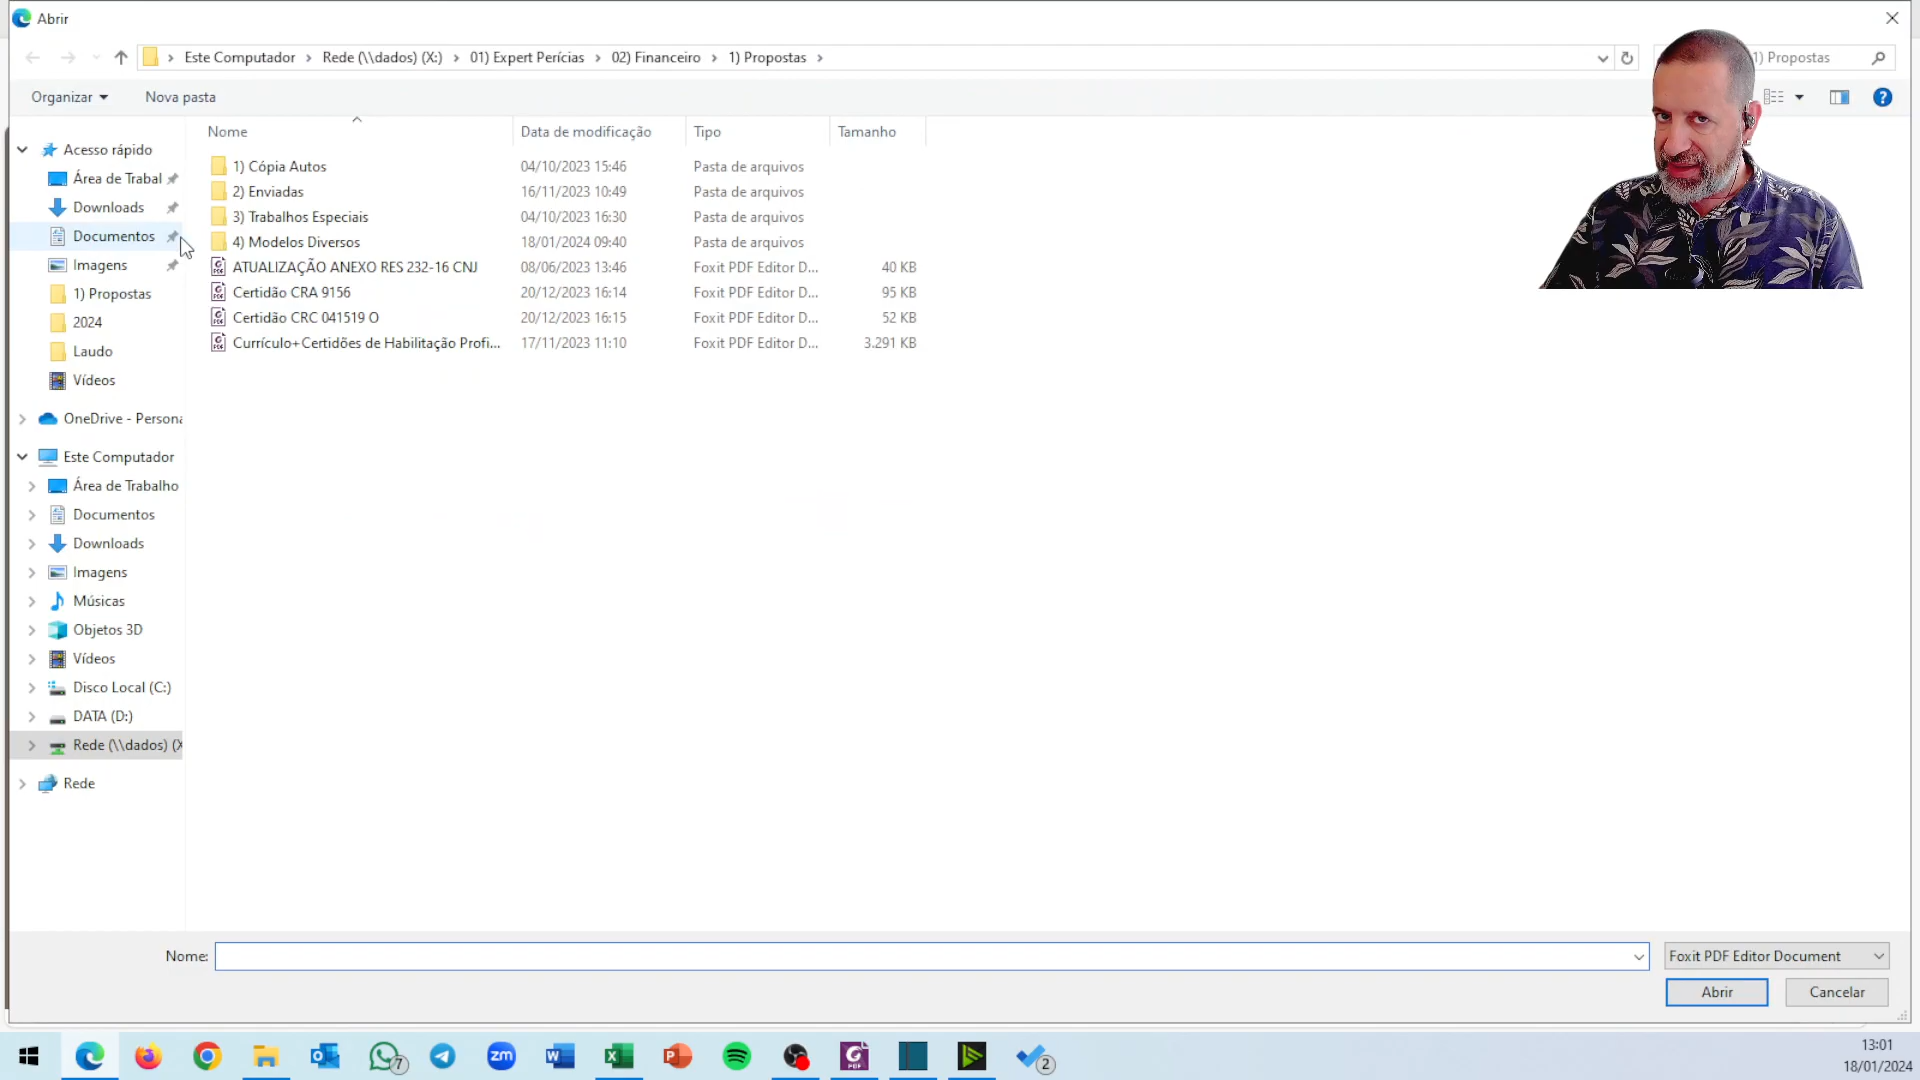 Abrir
Este Computador > Rede (\\dados) (X:) > 01) Expert Perícias > 02) Financeiro > 1) Propostas >
1) Propostas
Organizar
Nova pasta
Nome
Data de modificação
Tipo
Tamanho
1) Cópia Autos 04/10/2023 15:46 Pasta de arquivos
2) Enviadas 16/11/2023 10:49 Pasta de arquivos
3) Trabalhos Especiais 04/10/2023 16:30 Pasta de arquivos
4) Modelos Diversos 18/01/2024 09:40 Pasta de arquivos
ATUALIZAÇÃO ANEXO RES 232-16 CNJ 08/06/2023 13:46 Foxit PDF Editor D... 40 KB
Certidão CRA 9156 20/12/2023 16:14 Foxit PDF Editor D... 95 KB
Certidão CRC 041519 O 20/12/2023 16:15 Foxit PDF Editor D... 52 KB
Currículo+Certidões de Habilitação Profi... 17/11/2023 11:10 Foxit PDF Editor D... 3.291 KB
Acesso rápido
Área de Trabal
Downloads
Documentos
Imagens
1) Propostas
2024
Laudo
Vídeos
OneDrive - Persona
Este Computador
Área de Trabalho
Documentos
Downloads
Imagens
Músicas
Objetos 3D
Vídeos
Disco Local (C:)
DATA (D:)
Rede (\\dados) (X
Rede
Nome:
Foxit PDF Editor Document
Abrir
Cancelar
7
zm
2
13:01
18/01/2024